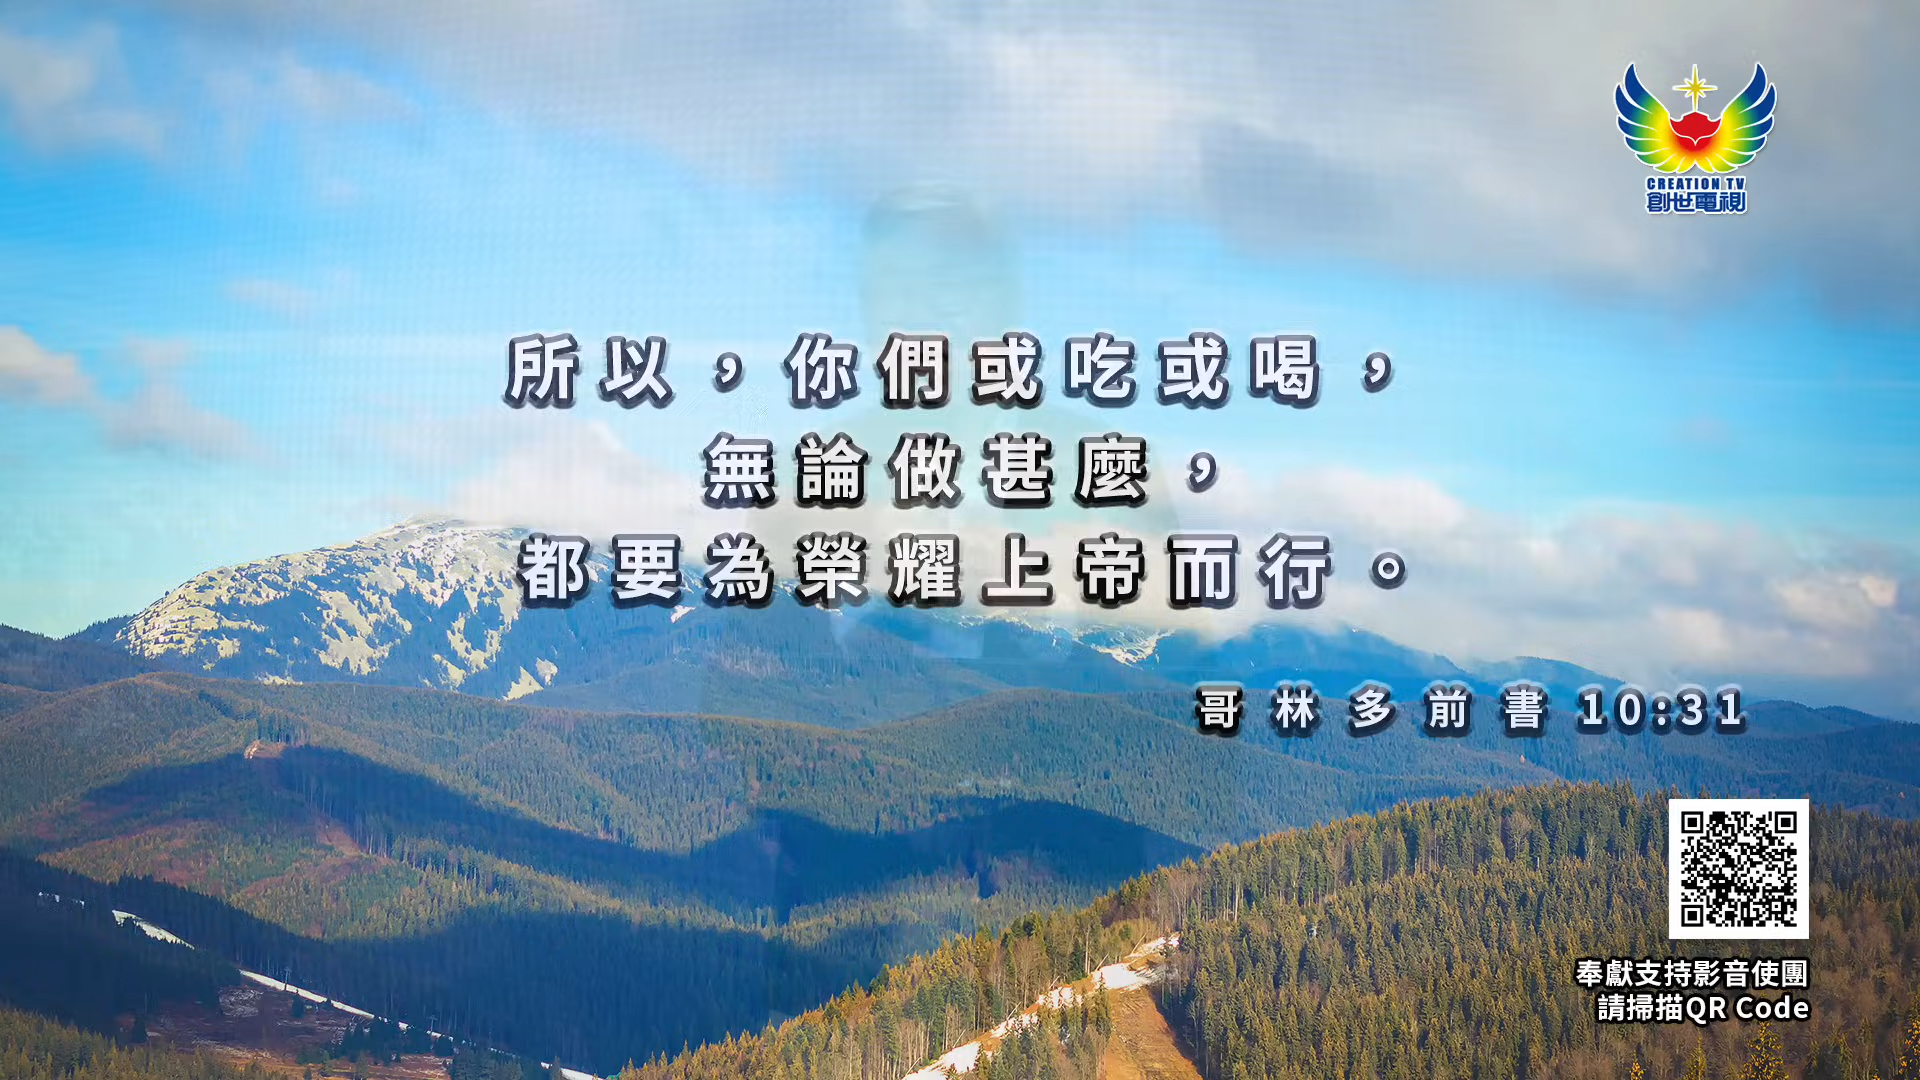 CREATION TV
創世電視
所以，你們或吃或喝，
無論做甚麼，
都要為榮耀上帝而行。
哥林多前書 10:31
奉獻支持影音使團
請掃描QR Code